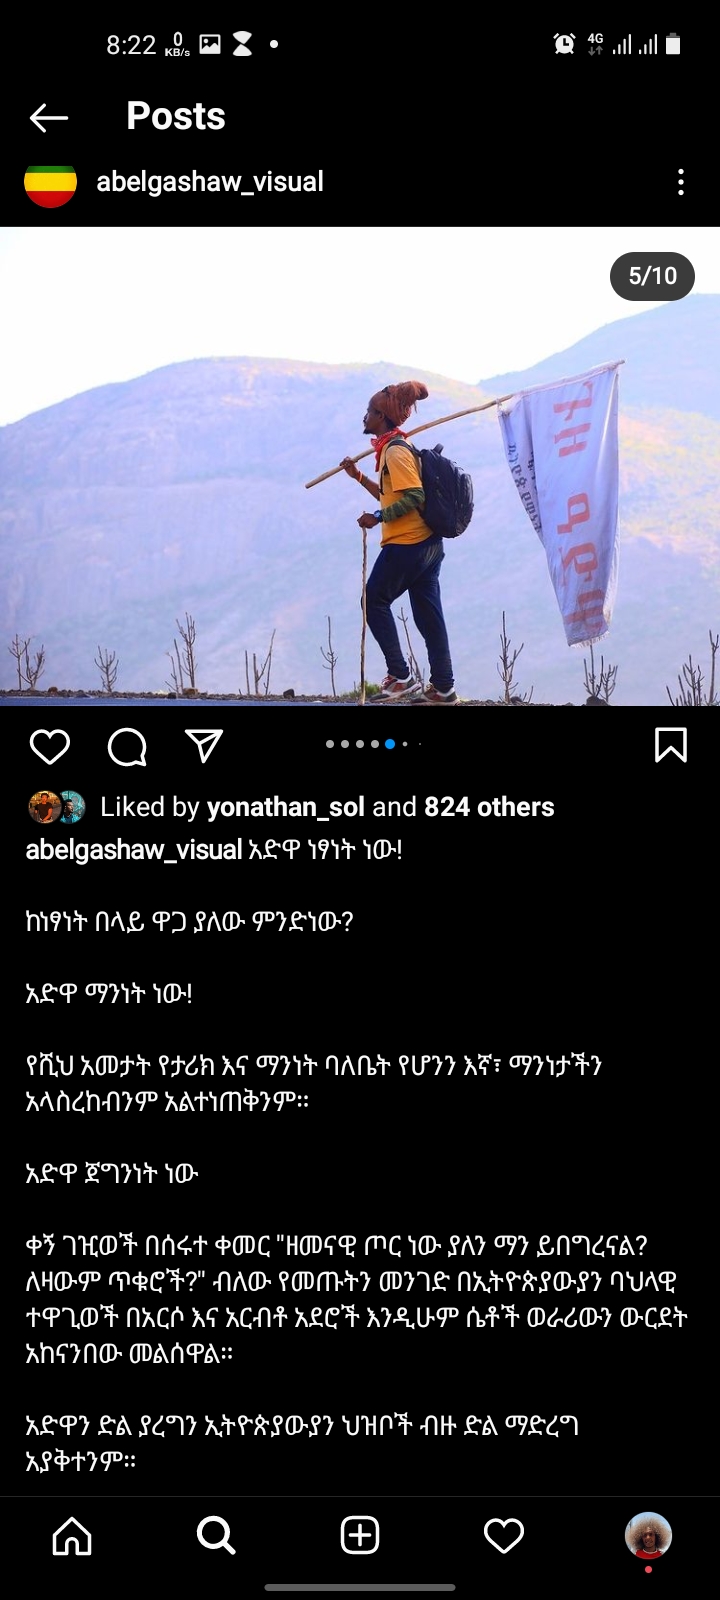 8:22
0
KB/s
4G
Posts
abelgashaw_visual
5/10
Liked by yonathan_sol and 824 others
abelgashaw_visual አድዋ ነፃነት ነው!
ከነፃነት በላይ ዋጋ ያለው ምንድነው?
አድዋ ማንነት ነው!
የሺህ አመታት የታሪክ እና ማንነት ባለቤት የሆንን እኛ፣ ማንነታችን
አላስረከብንም አልተነጠቅንም።
አድዋ ጀግንነት ነው
ቀኝ ገዢወች በሰሩተ ቀመር "ዘመናዊ ጦር ነው ያለን ማን ይበግረናል?
ለዛውም ጥቁሮች?" ብለው የመጡትን መንገድ በኢትዮጵያውያን ባህላዊ
ተዋጊወች በአርሶ እና አርብቶ አደሮች እንዲሁም ሴቶች ወራሪውን ውርደት
አከናንበው መልሰዋል።
አድዋን ድል ያረግን ኢትዮጵያውያን ህዝቦች ብዙ ድል ማድረግ
አያቅተንም።